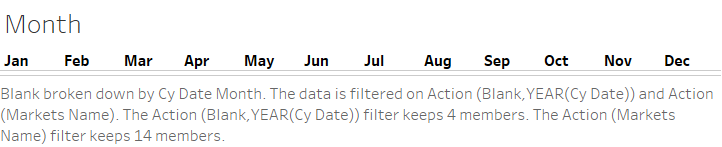 Month
Jan Feb Mar Apr May Jun Jul Aug Sep Oct Nov Dec
Blank broken down by Cy Date Month. The data is filtered on Action (Blank,YEAR(Cy Date)) and Action
(Markets Name). The Action (Blank,YEAR(Cy Date)) filter keeps 4 members. The Action (Markets
Name) filter keeps 14 members.